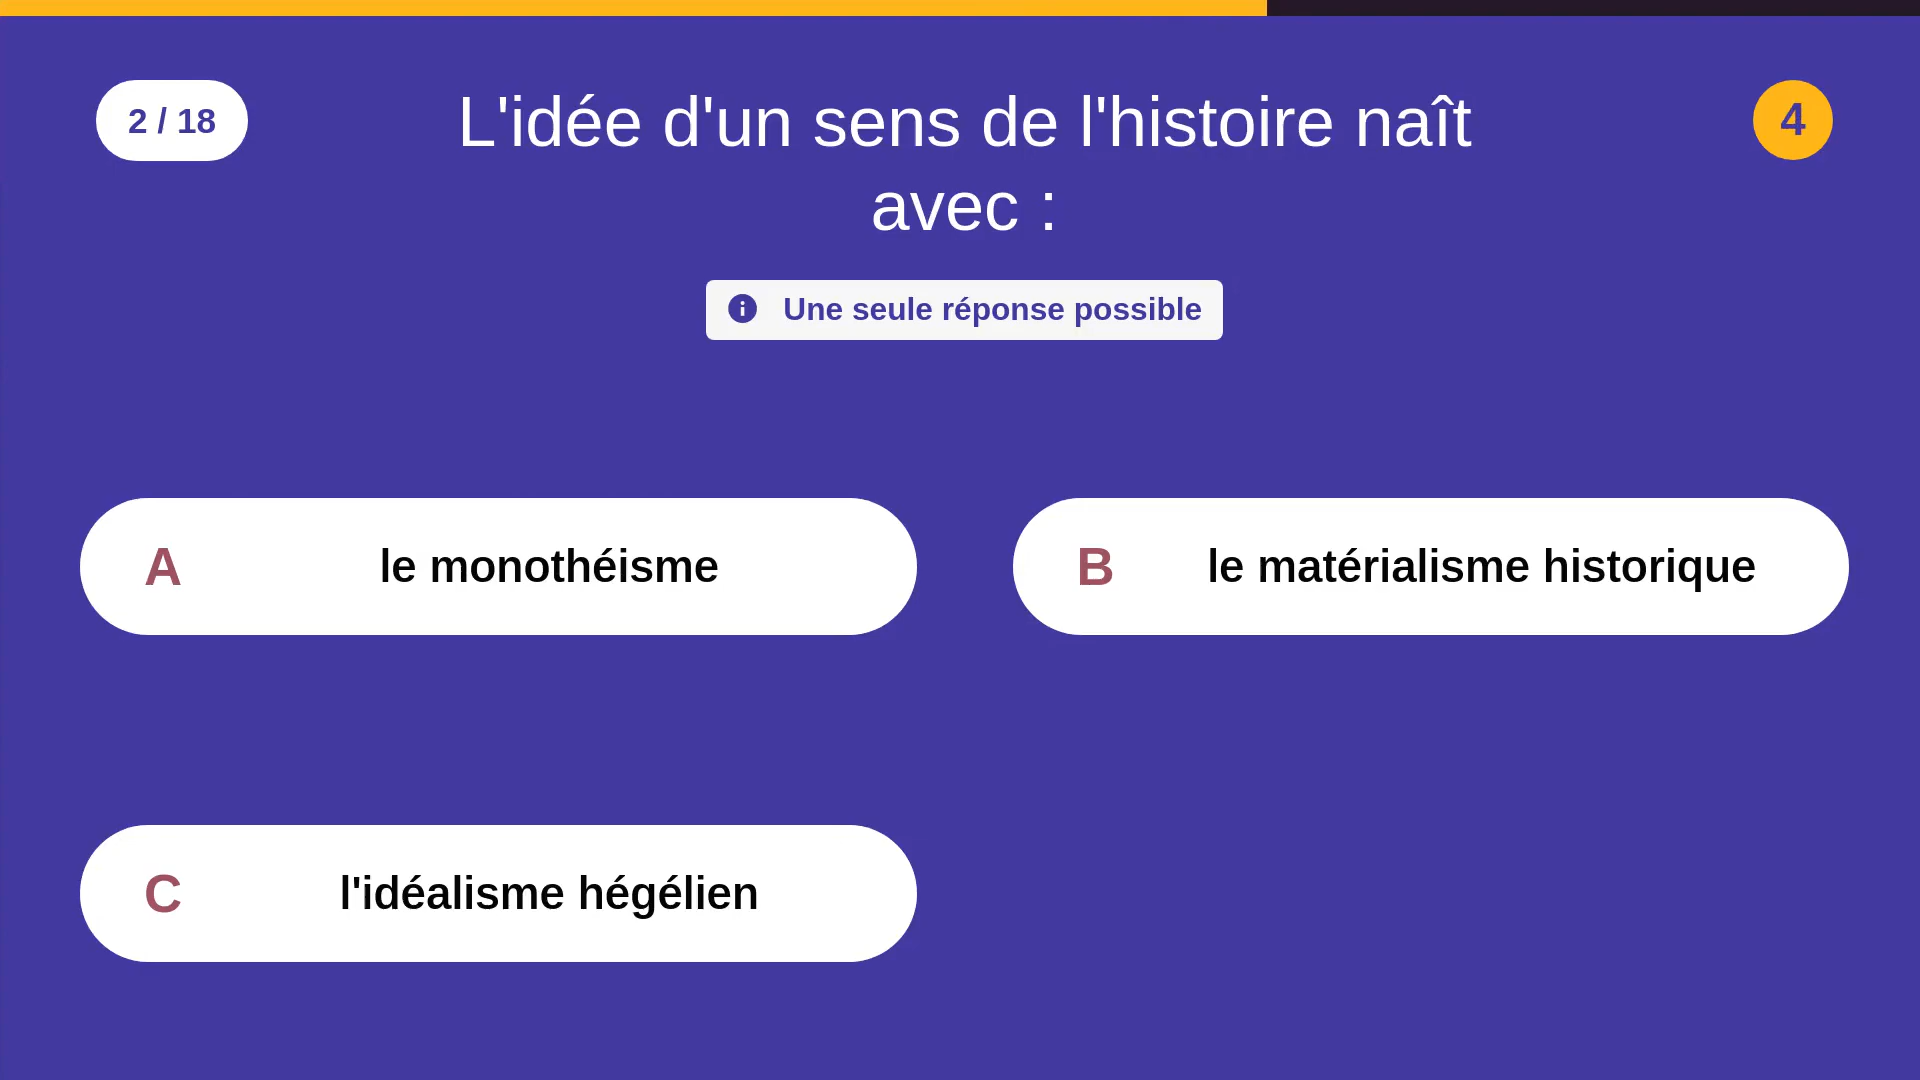 2 / 18
L'idée d'un sens de l'histoire naît
avec :
4
Une seule réponse possible
A le monothéisme
B le matérialisme historique
C l'idéalisme hégélien